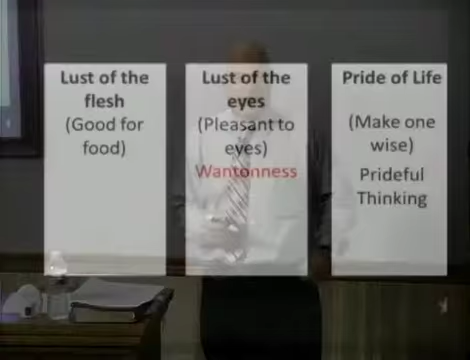 Lust of the
flesh
(Good for
food)
Lust of the
eyes
(Pleasant to
eyes)
Wantonness
Pride of Life
(Make one
wise)
Prideful
Thinking